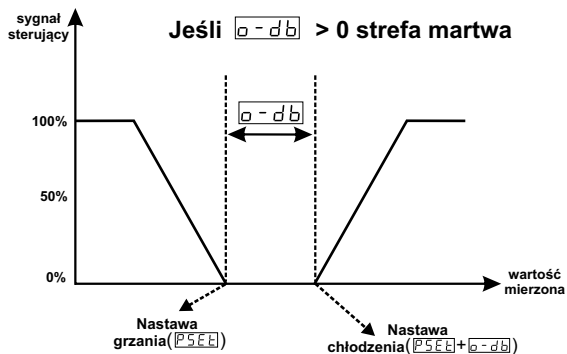 sygnał
sterujący
Jeśli o-db > 0 strefa martwa
o-db
100%
50%
0%
wartość
mierzona
Nastawa
grzania(PSEt)
Nastawa
chłodzenia(PSEt+o-db)